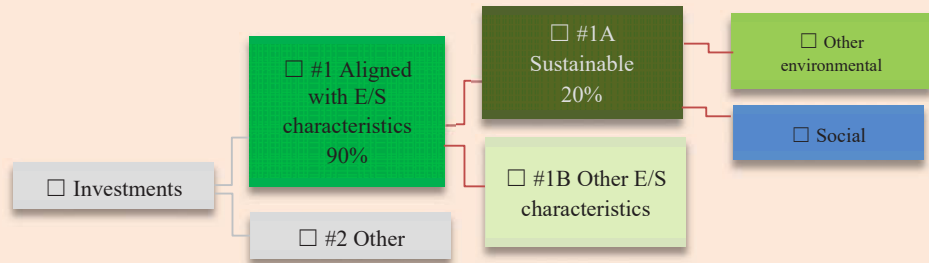 ☐ Investments
☐ #1 Aligned
with E/S
characteristics
90%
☐ #2 Other
☐ #1A
Sustainable
20%
☐ #1B Other E/S
characteristics
☐ Other
environmental
☐ Social